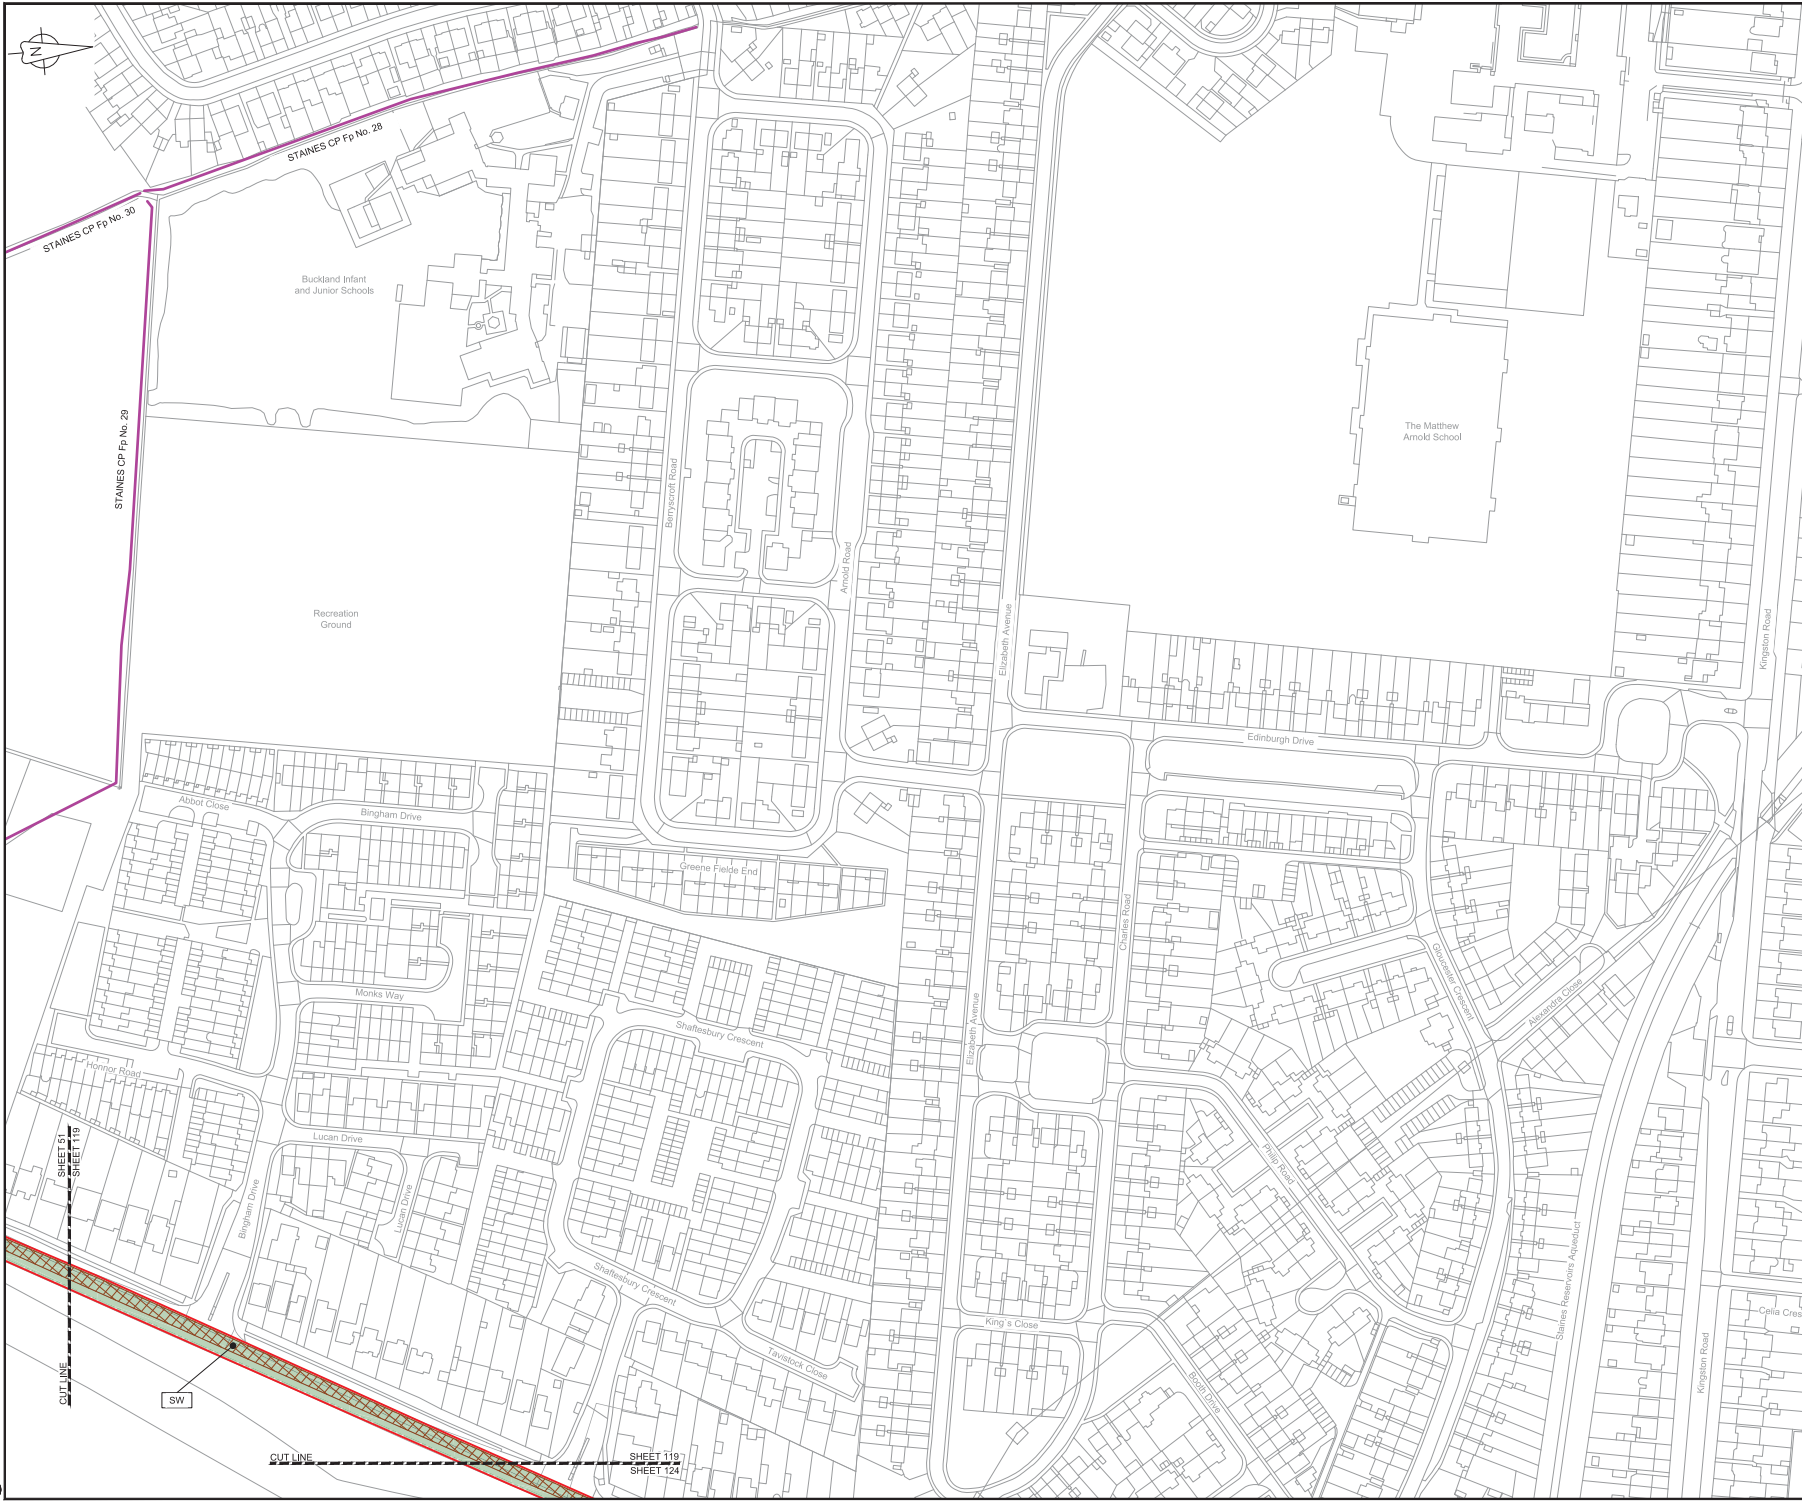 N
STAINES CP Fp No. 28
STAINES CP Fp No. 30
STAINES CP Fp No. 29
Buckland Infant
and Junior Schools
Recreation
Ground
The Matthew
Arnold School
Berryscroft Road
Arnold Road
Elizabeth Avenue
Kingston Road
Edinburgh Drive
Abbot Close
Bingham Drive
Greene Fielde End
Charles Road
Gloucester Crescent
Alexandra Close
Monks Way
Shaftesbury Crescent
Elizabeth Avenue
Honnor Road
SHEET 51
SHEET 119
Lucan Drive
Lucan Drive
Bingham Drive
Philip Road
Staines Reservoirs Aqueduct
Shaftesbury Crescent
King's Close
Celia Cres
Tavistock Close
Booth Drive
Kingston Road
CUT LINE
SW
CUT LINE
SHEET 119
SHEET 124